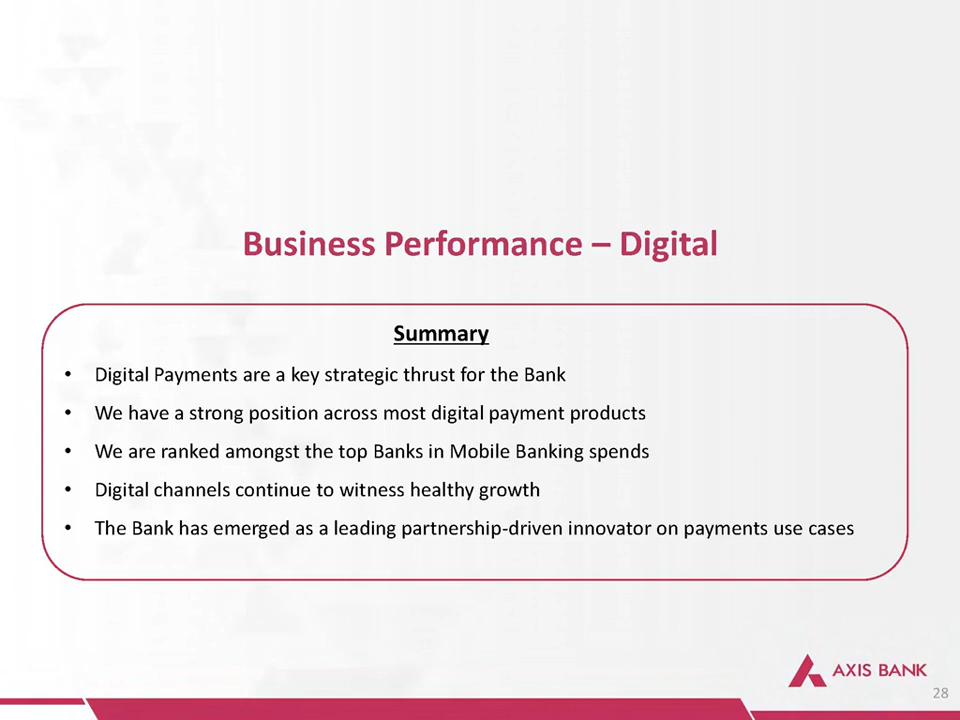 Business Performance – Digital
Summary
• Digital Payments are a key strategic thrust for the Bank
• We have a strong position across most digital payment products
• We are ranked amongst the top Banks in Mobile Banking spends
• Digital channels continue to witness healthy growth
• The Bank has emerged as a leading partnership-driven innovator on payments use cases
AXIS BANK
28